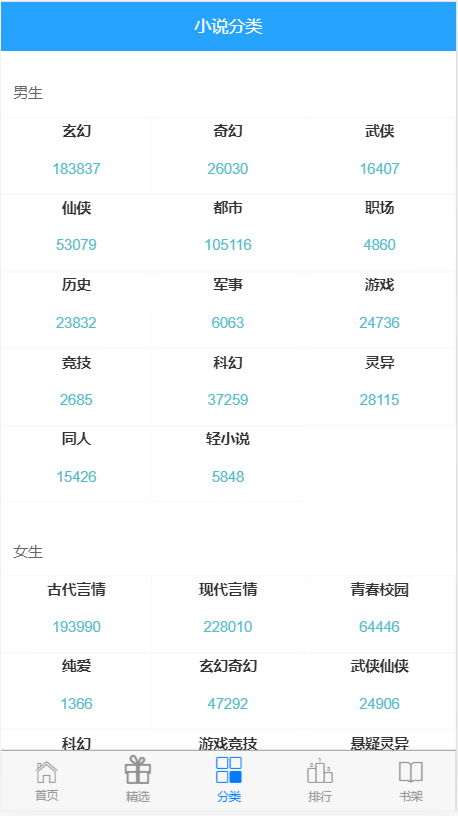 小说分类
男生
玄幻 奇幻 武侠
183837 26030 16407
仙侠 都市 职场
53079 105116 4860
历史 军事 游戏
23832 6063 24736
竞技 科幻 灵异
2685 37259 28115
同人 轻小说
15426 5848
女生
古代言情 现代言情 青春校园
193990 228010 64446
纯爱 玄幻奇幻 武侠仙侠
1366 47292 24906
科幻 游戏竞技 悬疑灵异
首页 精选 分类 排行 书架